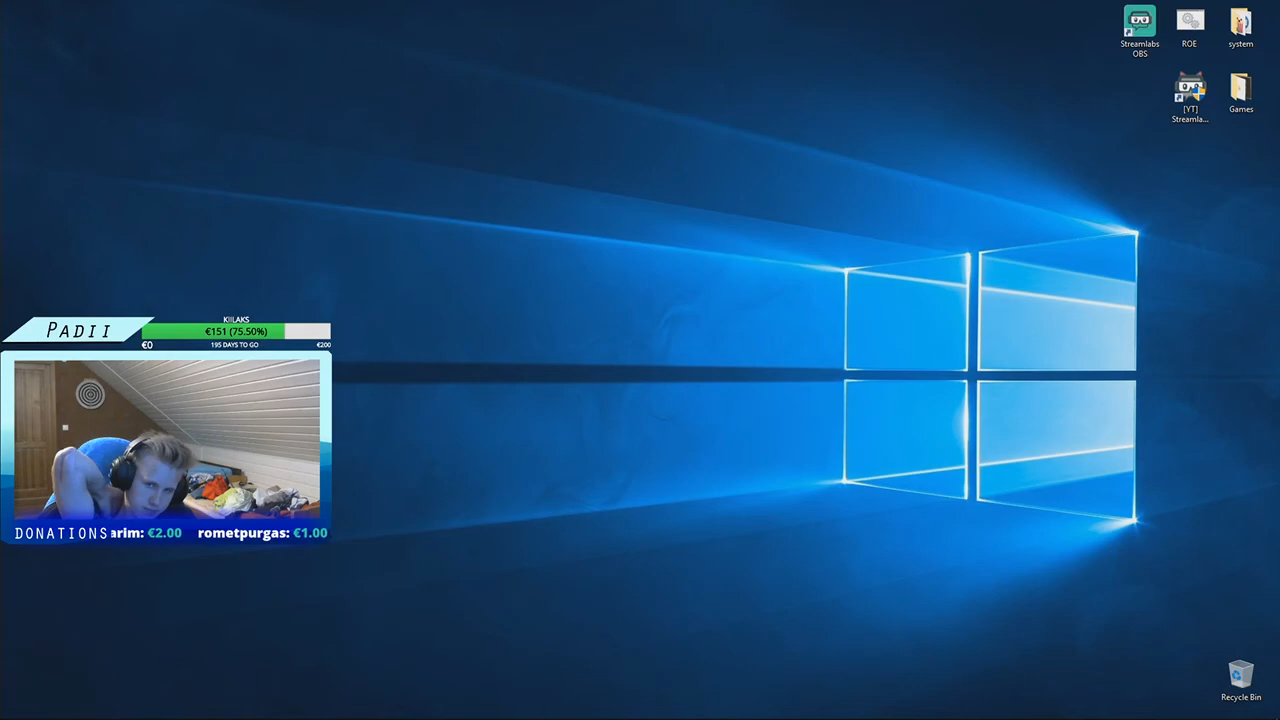 Streamlabs
OBS
ROE
system
[YT]
Streamla...
Games
PADII
KIILAKS
€151 (75.50%)
€0
195 DAYS TO GO
€200
DONATIONS
arim: €2.00 rometpurgas: €1.00
Recycle Bin